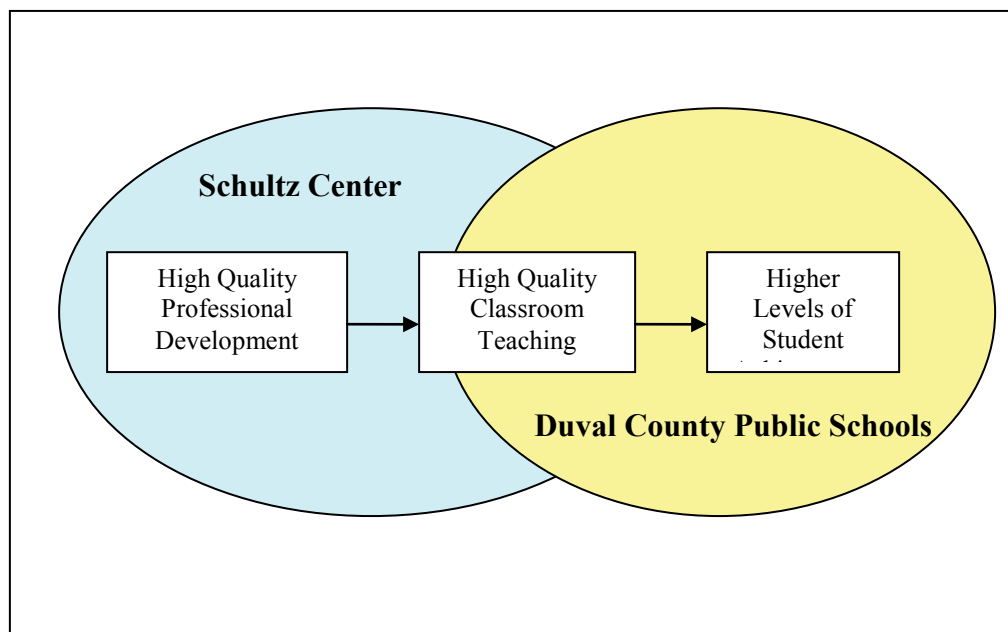 Schultz Center
High Quality
Professional
Development
High Quality
Classroom
Teaching
Higher
Levels of
Student
Duval County Public Schools